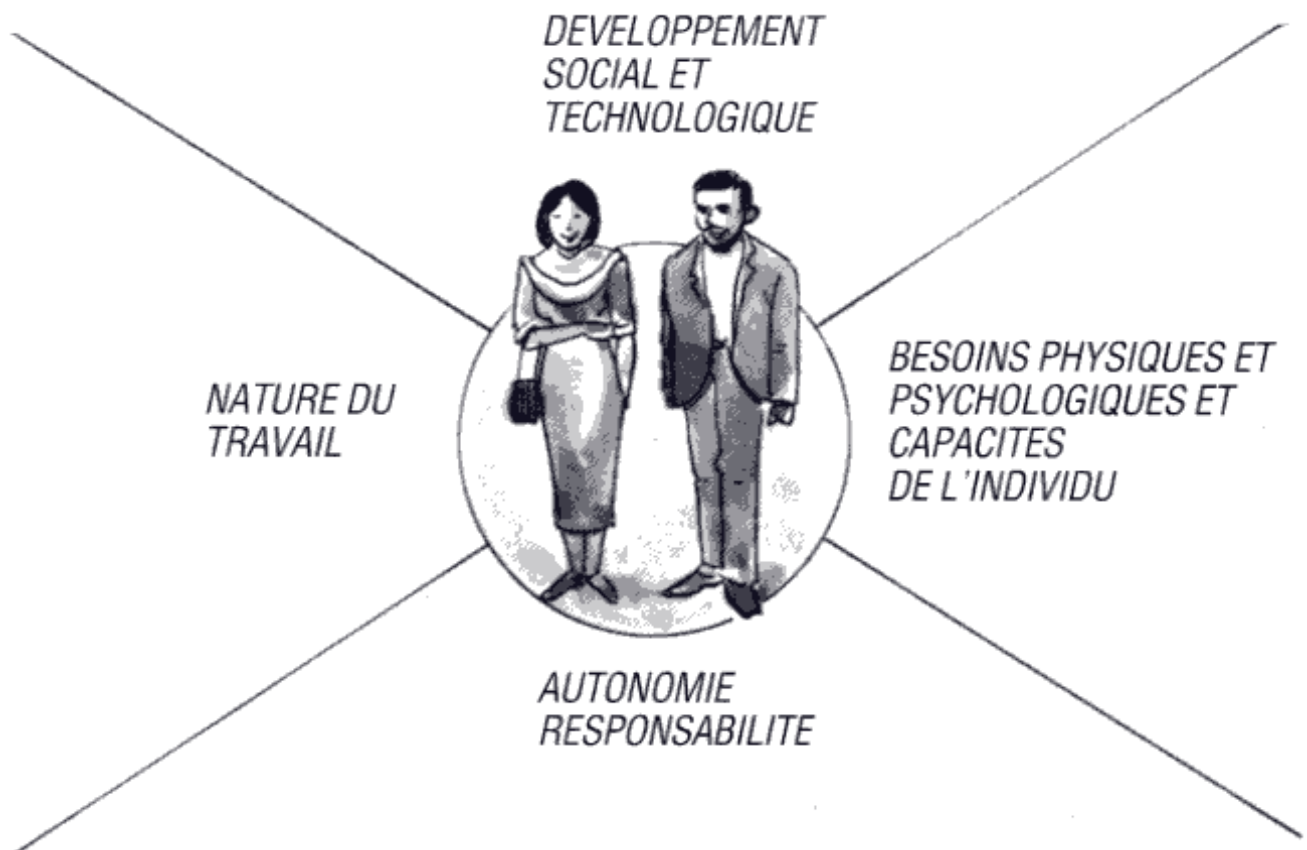 DEVELOPPEMENT
SOCIAL ET
TECHNOLOGIQUE
NATURE DU
TRAVAIL
BESOINS PHYSIQUES ET
PSYCHOLOGIQUES ET
CAPACITES
DE L'INDIVIDU
AUTONOMIE
RESPONSABILITE